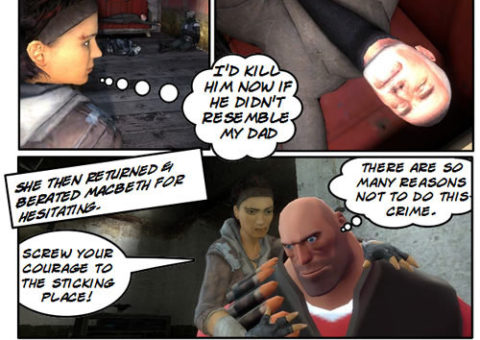 I'D KILL
HIM NOW IF
HE DIDN'T
RESEMBLE
MY DAD
SHE THEN RETURNED &
BERATED MACBETH FOR
HESITATING.
THERE ARE SO
MANY REASONS
NOT TO DO THIS
CRIME.
SCREW YOUR
COURAGE TO
THE STICKING
PLACE!